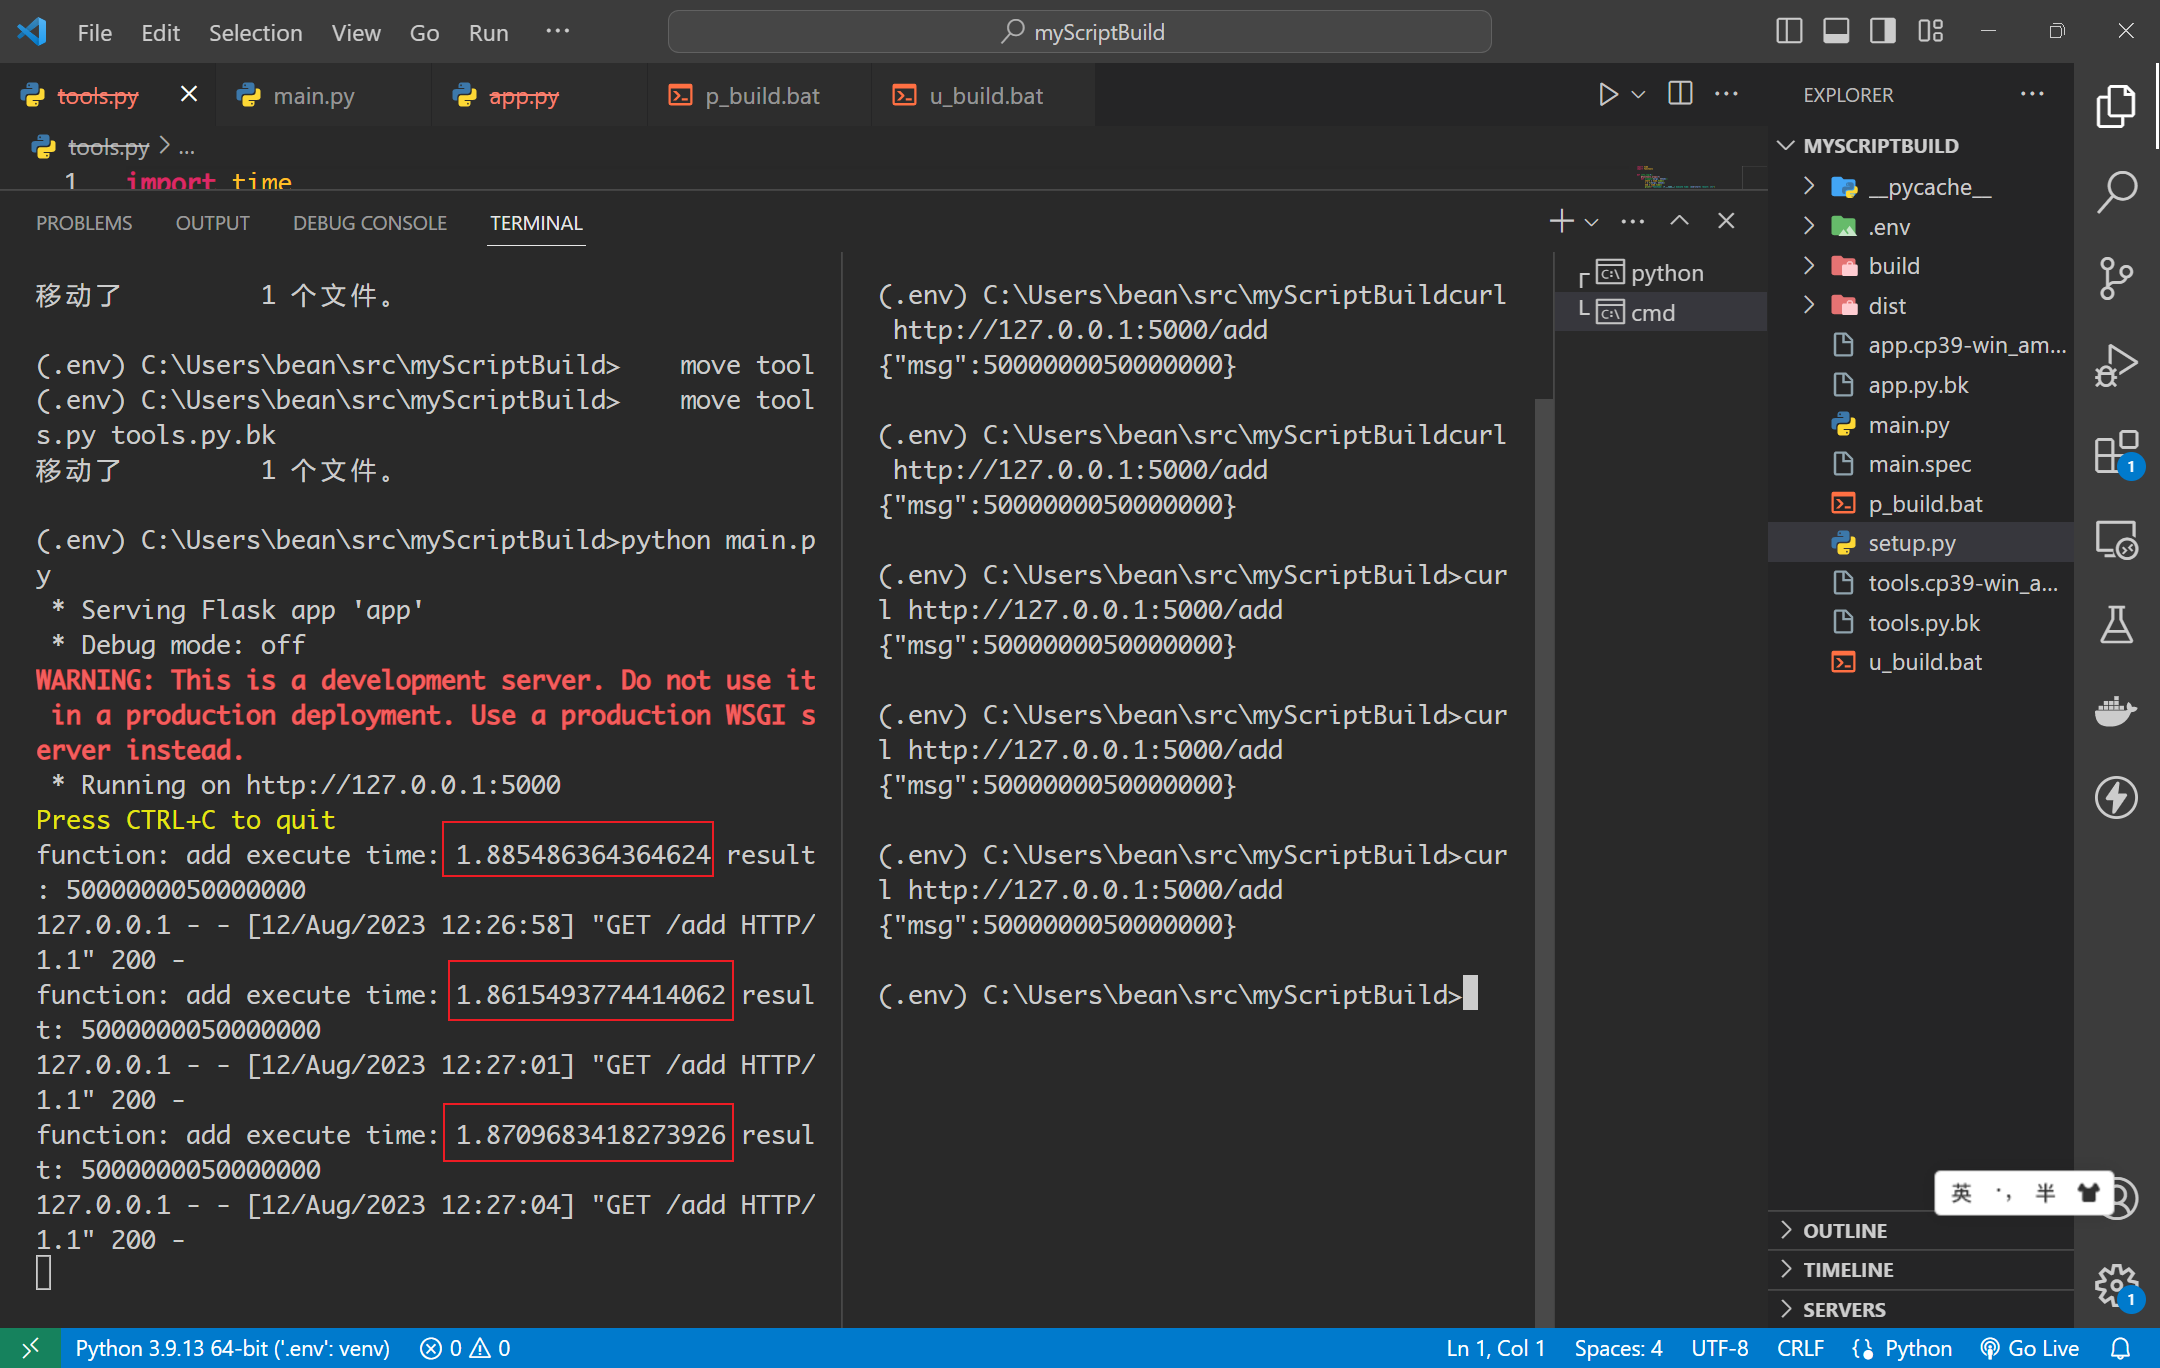 File Edit Selection View Go Run ···
myScriptBuild
tools.py main.py app.py p_build.bat u_build.bat
tools.py > ...
1 import time
PROBLEMS OUTPUT DEBUG CONSOLE TERMINAL
移动了 1 个文件。
(.env) C:\Users\bean\src\myScriptBuild> move tool
(.env) C:\Users\bean\src\myScriptBuild> move tool
s.py tools.py.bk
移动了 1 个文件。
(.env) C:\Users\bean\src\myScriptBuild>python main.p
y
* Serving Flask app 'app'
* Debug mode: off
WARNING: This is a development server. Do not use it
in a production deployment. Use a production WSGI s
erver instead.
* Running on http://127.0.0.1:5000
Press CTRL+C to quit
function: add execute time: 1.885486364364624 result
: 5000000050000000
127.0.0.1 - - [12/Aug/2023 12:26:58] "GET /add HTTP/
1.1" 200 -
function: add execute time: 1.8615493774414062 resul
t: 5000000050000000
127.0.0.1 - - [12/Aug/2023 12:27:01] "GET /add HTTP/
1.1" 200 -
function: add execute time: 1.8709683418273926 resul
t: 5000000050000000
127.0.0.1 - - [12/Aug/2023 12:27:04] "GET /add HTTP/
1.1" 200 -
(.env) C:\Users\bean\src\myScriptBuildcurl
http://127.0.0.1:5000/add
{"msg":5000000050000000}
(.env) C:\Users\bean\src\myScriptBuildcurl
http://127.0.0.1:5000/add
{"msg":5000000050000000}
(.env) C:\Users\bean\src\myScriptBuild>cur
l http://127.0.0.1:5000/add
{"msg":5000000050000000}
(.env) C:\Users\bean\src\myScriptBuild>cur
l http://127.0.0.1:5000/add
{"msg":5000000050000000}
(.env) C:\Users\bean\src\myScriptBuild>cur
l http://127.0.0.1:5000/add
{"msg":5000000050000000}
(.env) C:\Users\bean\src\myScriptBuild>
python
cmd
EXPLORER
MYSCRIPTBUILD
__pycache__
.env
build
dist
app.cp39-win_am...
app.py.bk
main.py
main.spec
p_build.bat
setup.py
tools.cp39-win_a...
tools.py.bk
u_build.bat
1
英 ·, 半
OUTLINE
TIMELINE
SERVERS
1
Python 3.9.13 64-bit ('.env': venv) 0 0 Ln 1, Col 1 Spaces: 4 UTF-8 CRLF Python Go Live